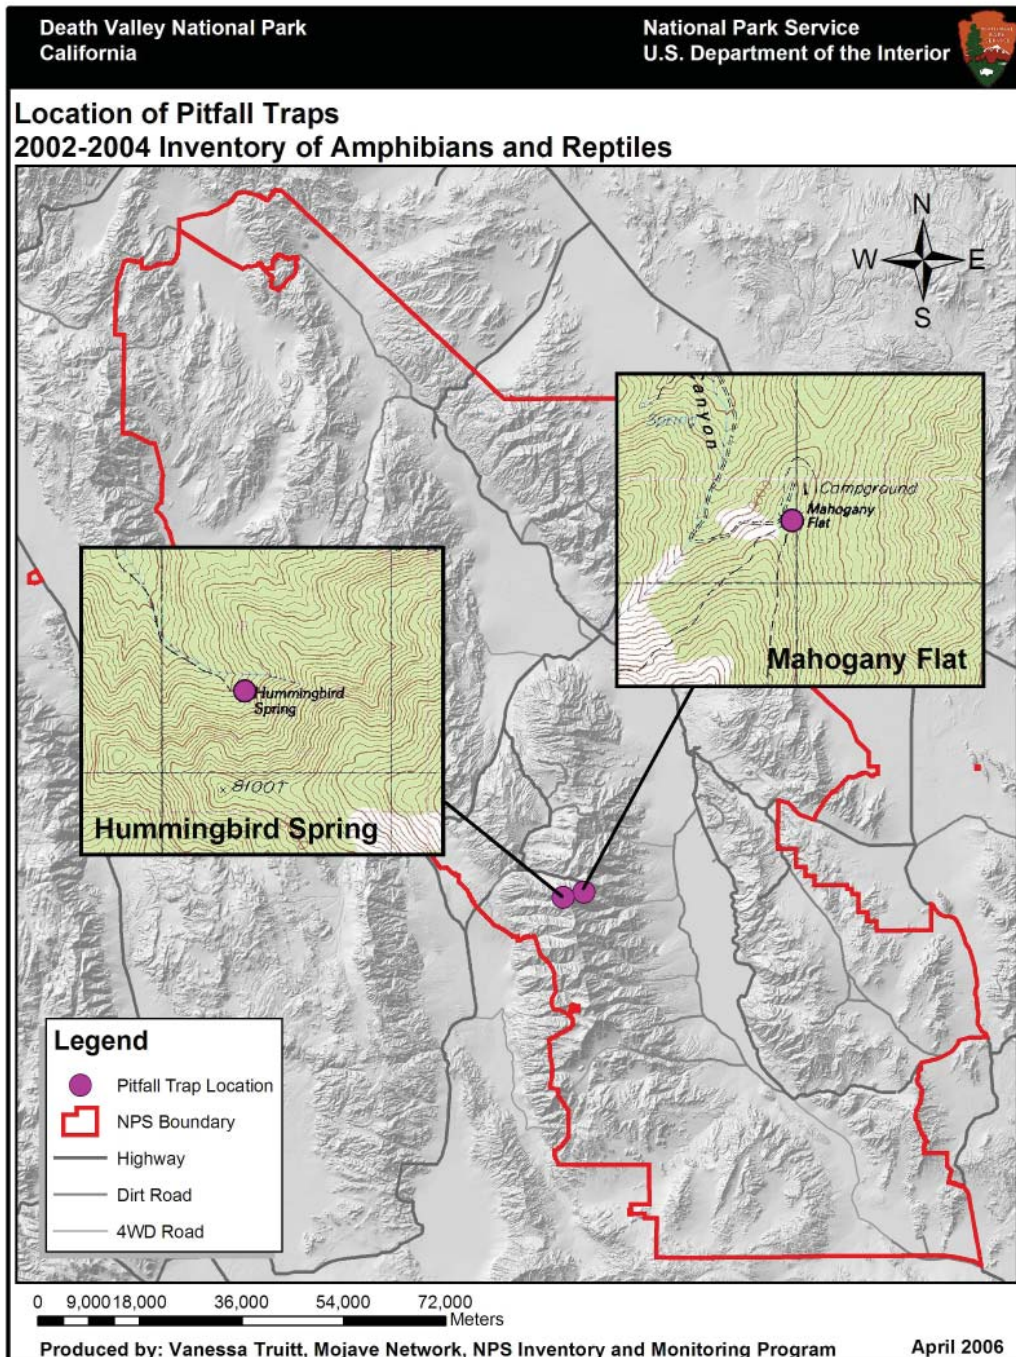 Death Valley National Park
California
National Park Service
U.S. Department of the Interior
Location of Pitfall Traps
2002-2004 Inventory of Amphibians and Reptiles
N
W E
S
anyon
Campground
Mahogany
Flat
Mahogany Flat
Hummingbird
Spring
8100T
Hummingbird Spring
Legend
Pitfall Trap Location
NPS Boundary
Highway
Dirt Road
4WD Road
0 9,000 18,000 36,000 54,000 72,000
Meters
Produced by: Vanessa Truitt, Mojave Network, NPS Inventory and Monitoring Program
April 2006